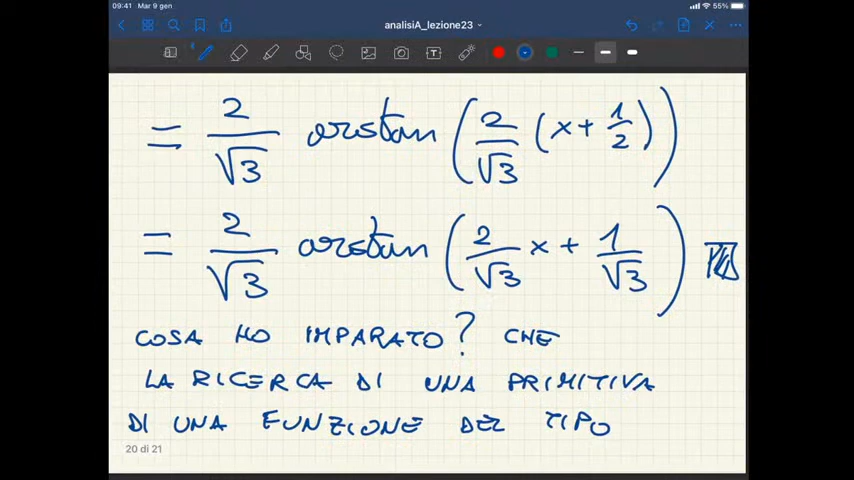 09:41 Mar 9 gen 55%
analisiA_lezione23
= 2/√3 arctan (2/√3 (x + 1/2))
= 2/√3 arctan (2/√3 x + 1/√3)
COSA HO IMPARATO? CHE
LA RICERCA DI UNA PRIMITIVA
DI UNA FUNZIONE DEL TIPO
20 di 21